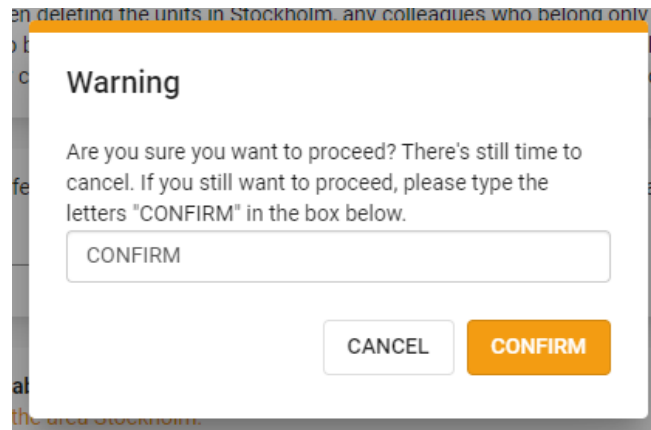 en deleting the units in Stockholm, any colleagues who belong only
Warning
Are you sure you want to proceed? There's still time to
cancel. If you still want to proceed, please type the
letters "CONFIRM" in the box below.
CONFIRM
CANCEL CONFIRM
the area Stockholm.